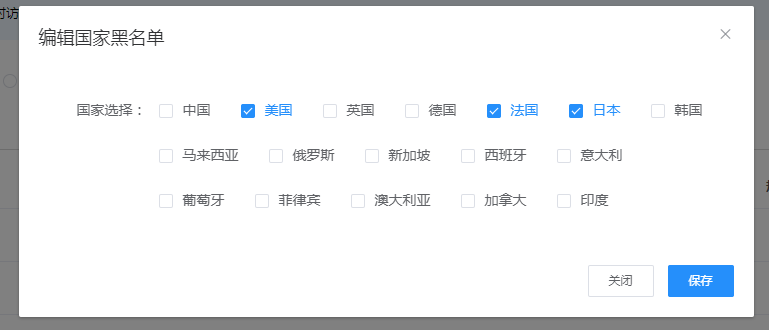 时访
编辑国家黑名单
国家选择： 中国 美国 英国 德国 法国 日本 韩国
马来西亚 俄罗斯 新加坡 西班牙 意大利
葡萄牙 菲律宾 澳大利亚 加拿大 印度
关闭 保存